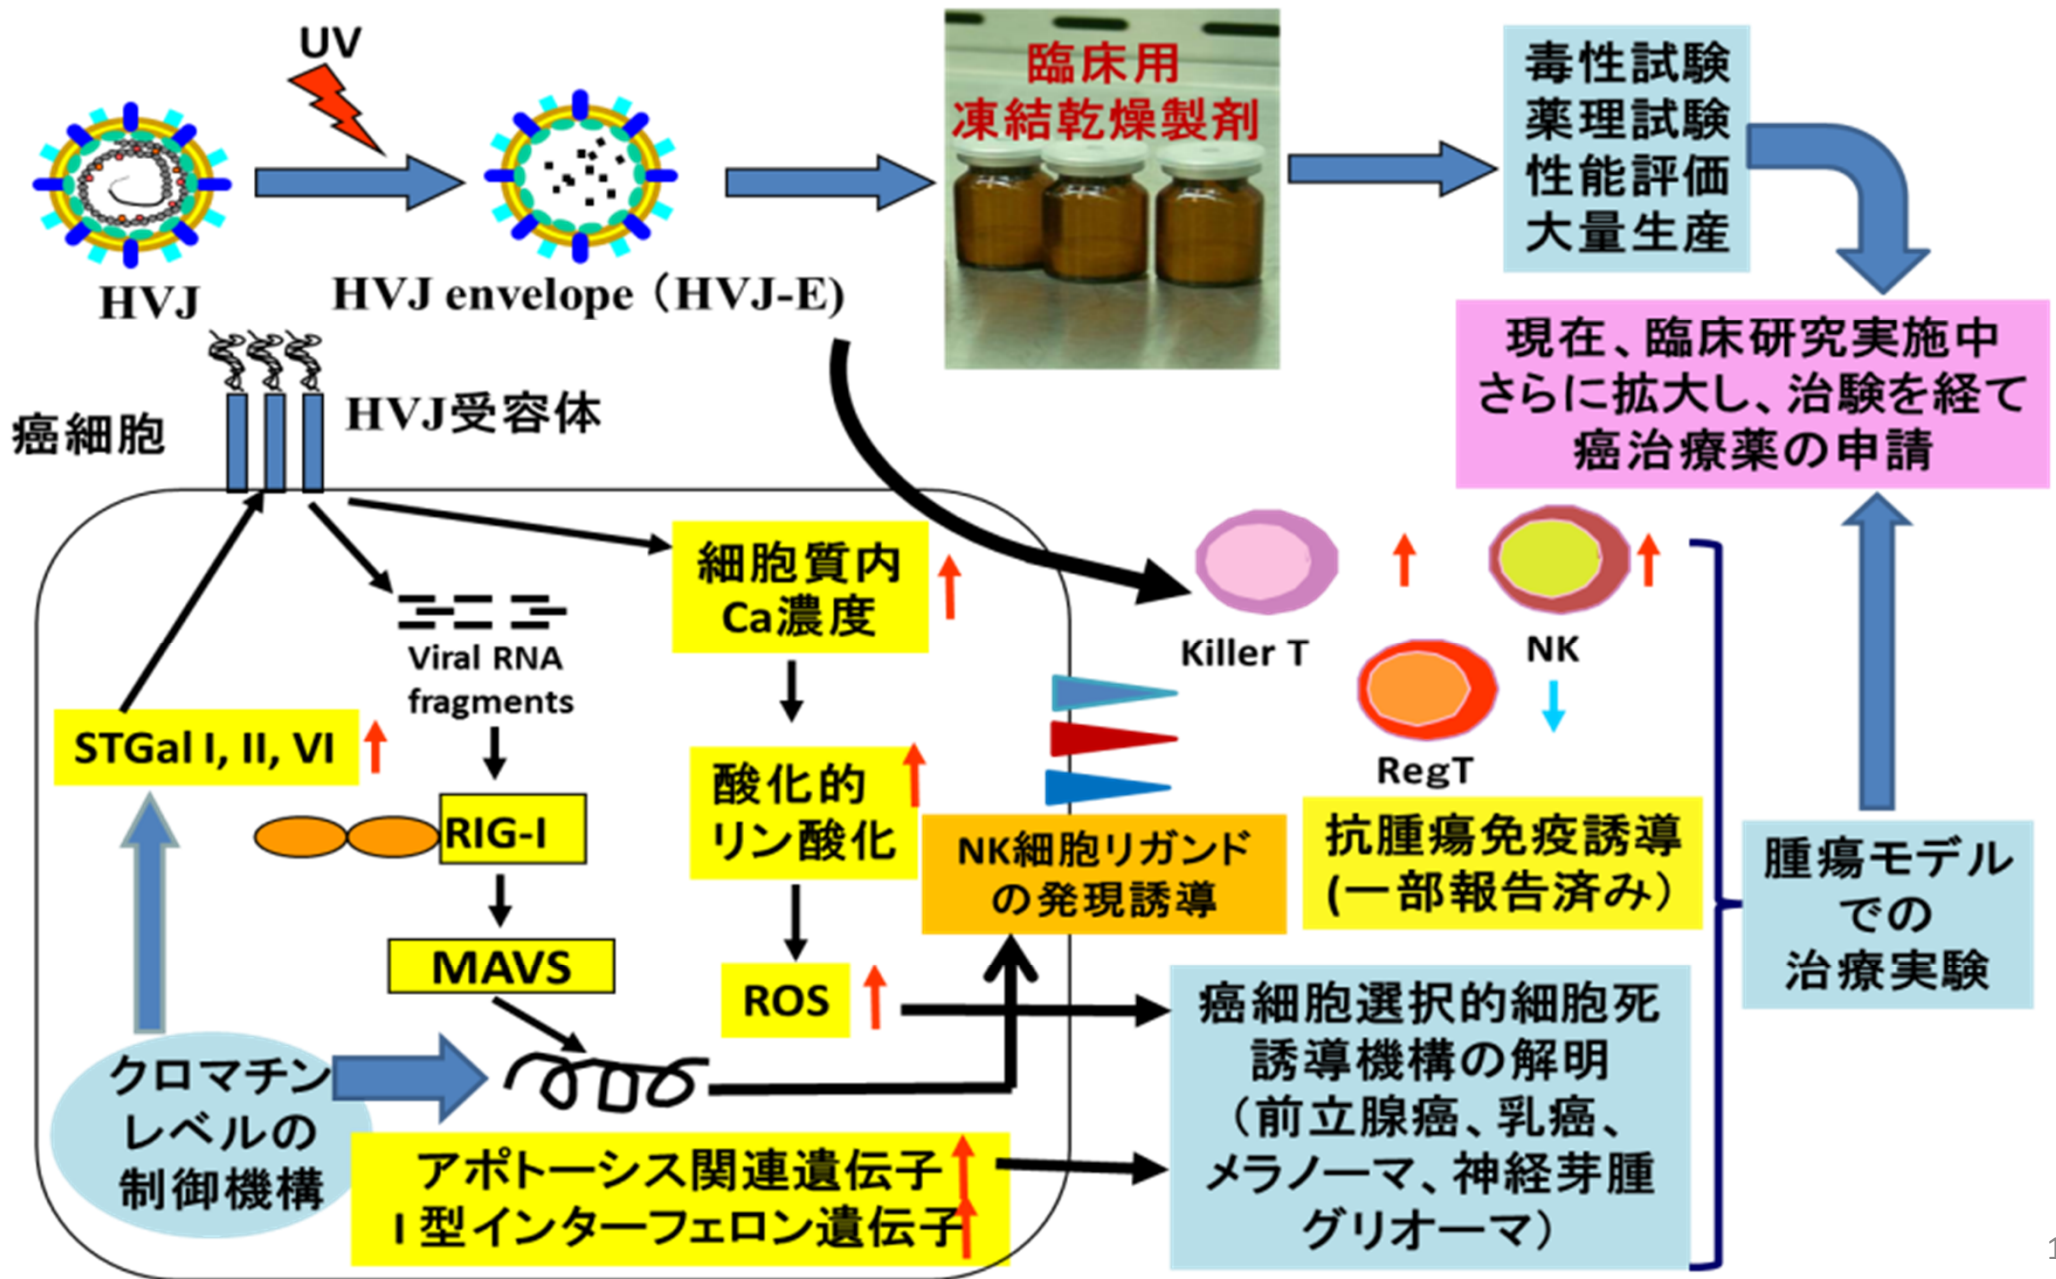 UV
HVJ
HVJ envelope（HVJ-E)
臨床用
凍結乾燥製剤
毒性試験
薬理試験
性能評価
大量生産
現在、臨床研究実施中
さらに拡大し、治験を経て
癌治療薬の申請
癌細胞
HVJ受容体
細胞質内
Ca濃度
Viral RNA
fragments
STGal I, II, VI
RIG-I
MAVS
酸化的
リン酸化
ROS
クロマチン
レベルの
制御機構
アポトーシス関連遺伝子
I 型インターフェロン遺伝子
NK細胞リガンド
の発現誘導
Killer T
NK
RegT
抗腫瘍免疫誘導
(一部報告済み）
癌細胞選択的細胞死
誘導機構の解明
（前立腺癌、乳癌、
メラノーマ、神経芽腫
グリオーマ）
腫瘍モデル
での
治療実験
1